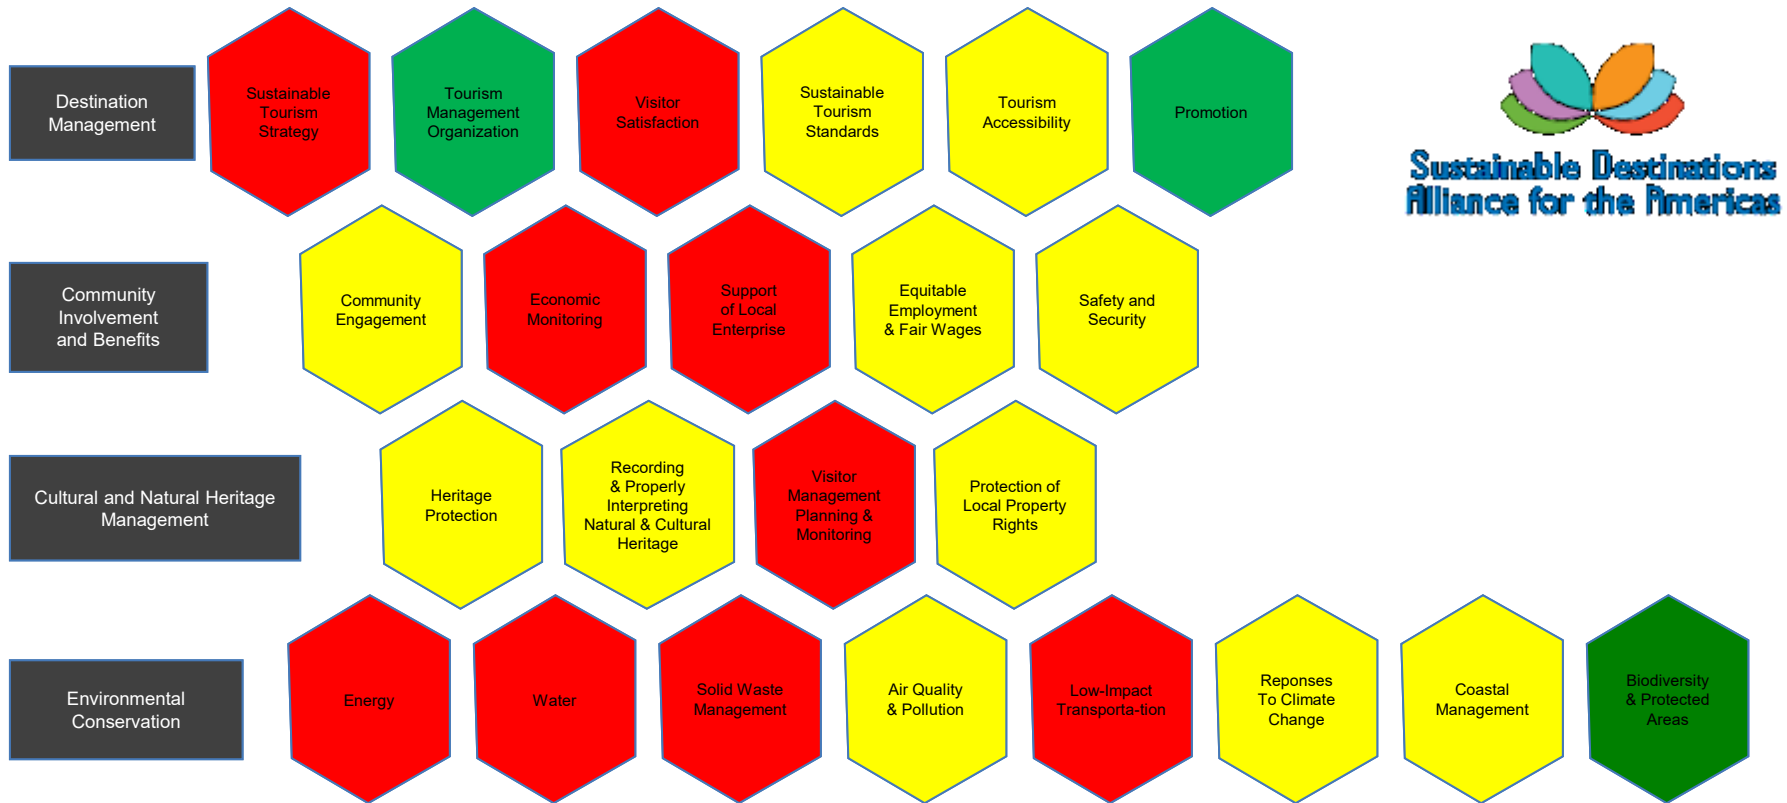 Destination
Management
Sustainable
Tourism
Strategy
Tourism
Management
Organization
Visitor
Satisfaction
Sustainable
Tourism
Standards
Tourism
Accessibility
Promotion
Sustainable Destinations
Alliance for the Americas
Community
Involvement
and Benefits
Community
Engagement
Economic
Monitoring
Support
of Local
Enterprise
Equitable
Employment
& Fair Wages
Safety and
Security
Cultural and Natural Heritage
Management
Heritage
Protection
Recording
& Properly
Interpreting
Natural & Cultural
Heritage
Visitor
Management
Planning &
Monitoring
Protection of
Local Property
Rights
Environmental
Conservation
Energy
Water
Solid Waste
Management
Air Quality
& Pollution
Low-Impact
Transporta-tion
Reponses
To Climate
Change
Coastal
Management
Biodiversity
& Protected
Areas